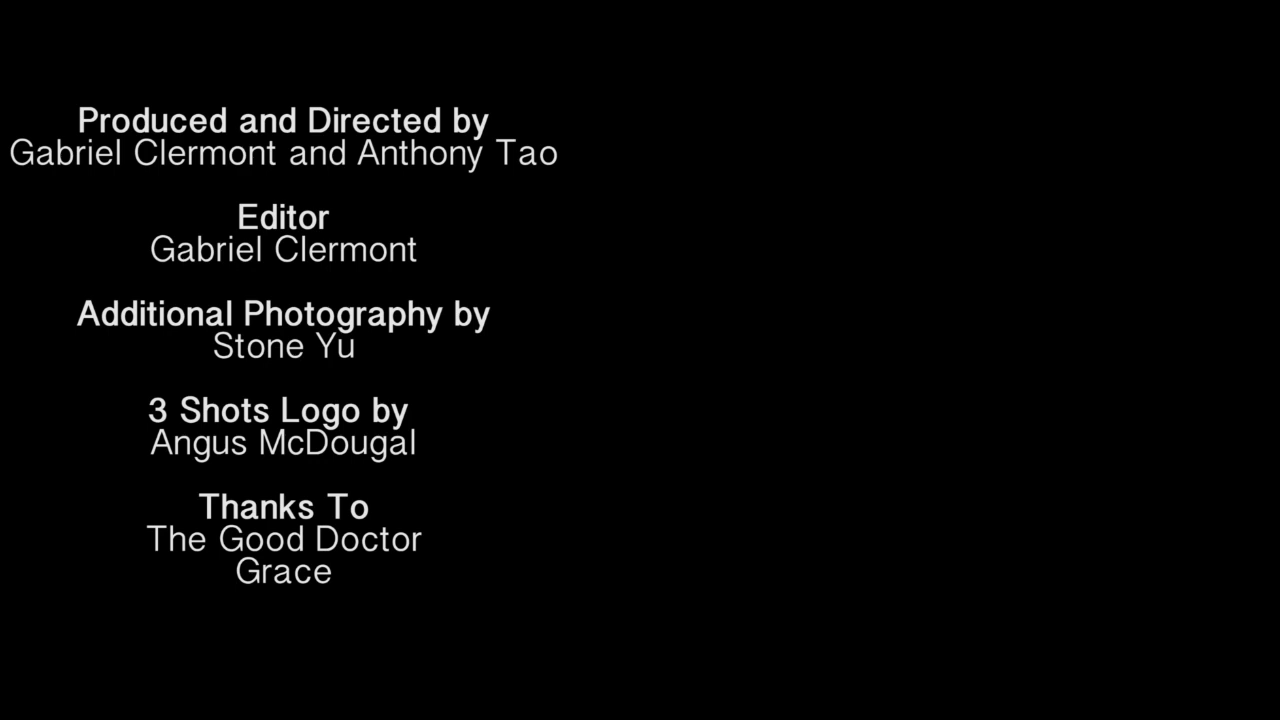 Produced and Directed by
Gabriel Clermont and Anthony Tao
Editor
Gabriel Clermont
Additional Photography by
Stone Yu
3 Shots Logo by
Angus McDougal
Thanks To
The Good Doctor
Grace